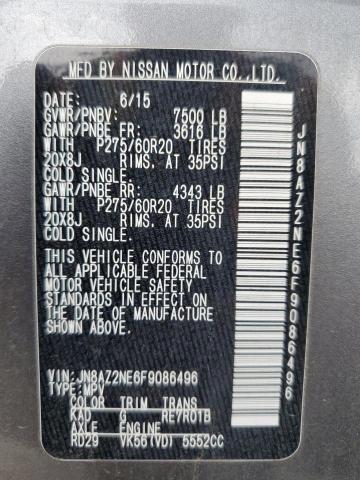 MFD BY NISSAN MOTOR CO.,LTD.
DATE: 6/15
GVWR/PNBV: 7500 LB
GAWR/PNBE FR: 3616 LB
WITH P275/60R20 TIRES
20X8J RIMS. AT 35PSI
COLD SINGLE.
GAWR/PNBE RR: 4343 LB
WITH P275/60R20 TIRES
20X8J RIMS. AT 35PSI
COLD SINGLE.
THIS VEHICLE CONFORMS TO
ALL APPLICABLE FEDERAL
MOTOR VEHICLE SAFETY
STANDARDS IN EFFECT ON
THE DATE OF MANUFACTURE
SHOWN ABOVE.
VIN:JN8AZ2NE6F9086496
TYPE:MPV
COLOR TRIM TRANS
KAD G RE7R01B
AXLE ENGINE
RD29 VK56(VD) 5552CC
JN8AZ2NE6F9086496